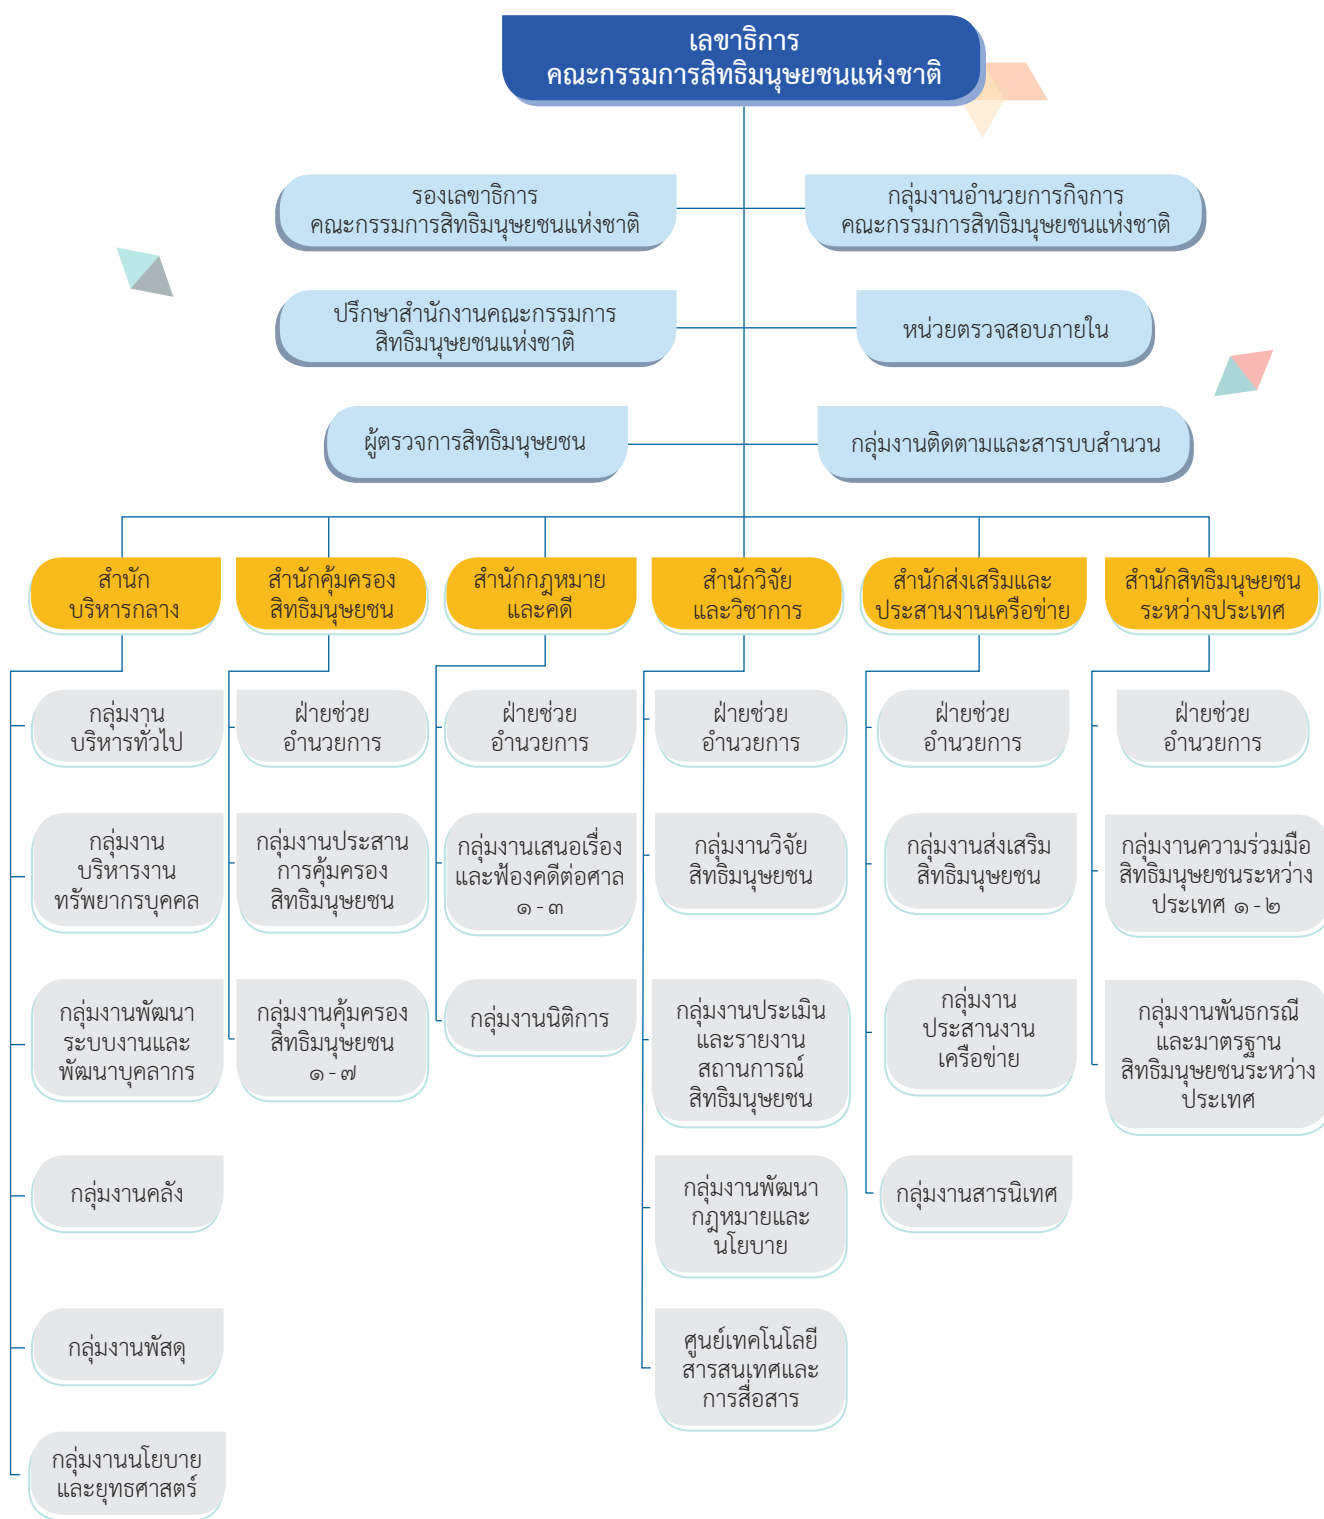 เลขาธิการ
คณะกรรมการสิทธิมนุษยชนแห่งชาติ
รองเลขาธิการ
คณะกรรมการสิทธิมนุษยชนแห่งชาติ
กลุ่มงานอำนวยการกิจการ
คณะกรรมการสิทธิมนุษยชนแห่งชาติ
ปรึกษาสำนักงานคณะกรรมการ
สิทธิมนุษยชนแห่งชาติ
หน่วยตรวจสอบภายใน
ผู้ตรวจการสิทธิมนุษยชน
กลุ่มงานติดตามและสารบบสำนวน
สำนัก
บริหารกลาง
สำนักคุ้มครอง
สิทธิมนุษยชน
สำนักกฎหมาย
และคดี
สำนักวิจัย
และวิชาการ
สำนักส่งเสริมและ
ประสานงานเครือข่าย
สำนักสิทธิมนุษยชน
ระหว่างประเทศ
กลุ่มงาน
บริหารทั่วไป
กลุ่มงาน
บริหารงาน
ทรัพยากรบุคคล
กลุ่มงานพัฒนา
ระบบงานและ
พัฒนาบุคลากร
กลุ่มงานคลัง
กลุ่มงานพัสดุ
กลุ่มงานนโยบาย
และยุทธศาสตร์
ฝ่ายช่วย
อำนวยการ
กลุ่มงานประสาน
การคุ้มครอง
สิทธิมนุษยชน
กลุ่มงานคุ้มครอง
สิทธิมนุษยชน
๑ - ๗
ฝ่ายช่วย
อำนวยการ
กลุ่มงานเสนอเรื่อง
และฟ้องคดีต่อศาล
๑ - ๓
กลุ่มงานนิติการ
ฝ่ายช่วย
อำนวยการ
กลุ่มงานวิจัย
สิทธิมนุษยชน
กลุ่มงานประเมิน
และรายงาน
สถานการณ์
สิทธิมนุษยชน
กลุ่มงานพัฒนา
กฎหมายและ
นโยบาย
ศูนย์เทคโนโลยี
สารสนเทศและ
การสื่อสาร
ฝ่ายช่วย
อำนวยการ
กลุ่มงานส่งเสริม
สิทธิมนุษยชน
กลุ่มงาน
ประสานงาน
เครือข่าย
กลุ่มงานสารนิเทศ
ฝ่ายช่วย
อำนวยการ
กลุ่มงานความร่วมมือ
สิทธิมนุษยชนระหว่าง
ประเทศ ๑ - ๒
กลุ่มงานพันธกรณี
และมาตรฐาน
สิทธิมนุษยชนระหว่าง
ประเทศ